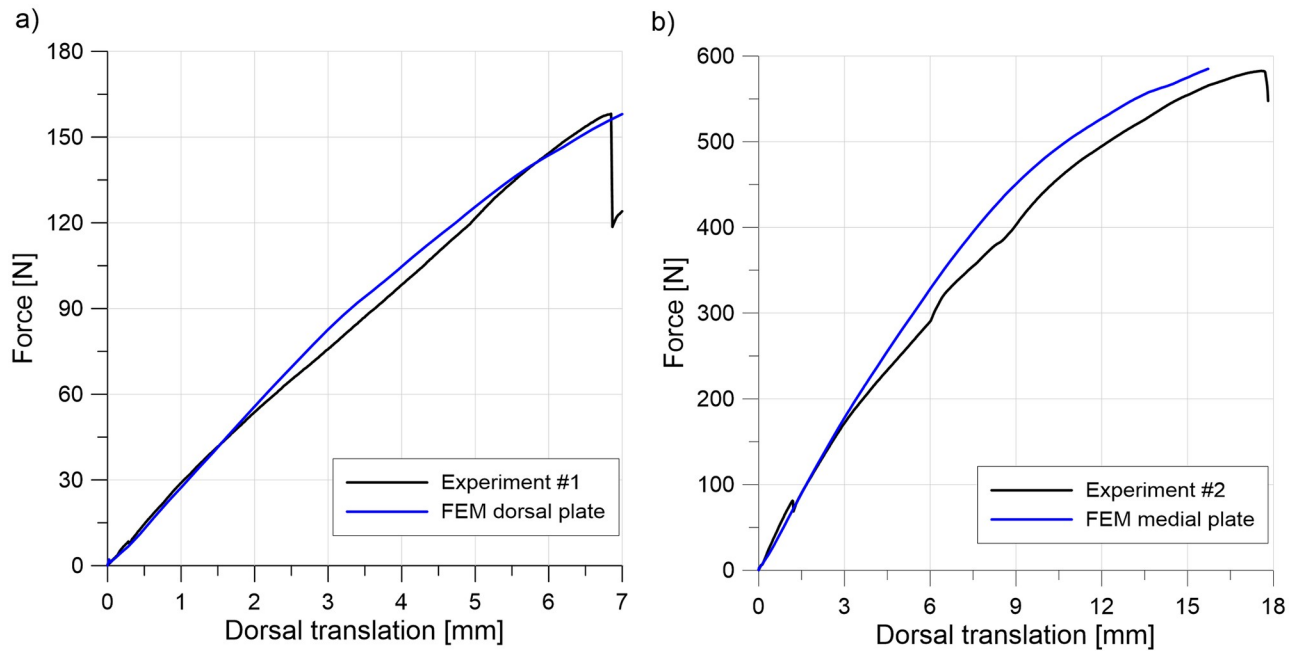 a)
180
150
120
90
60
30
0
Force [N]
0 1 2 3 4 5 6 7
Dorsal translation [mm]
Experiment #1
FEM dorsal plate
b)
600
500
400
300
200
100
0
Force [N]
0 3 6 9 12 15 18
Dorsal translation [mm]
Experiment #2
FEM medial plate